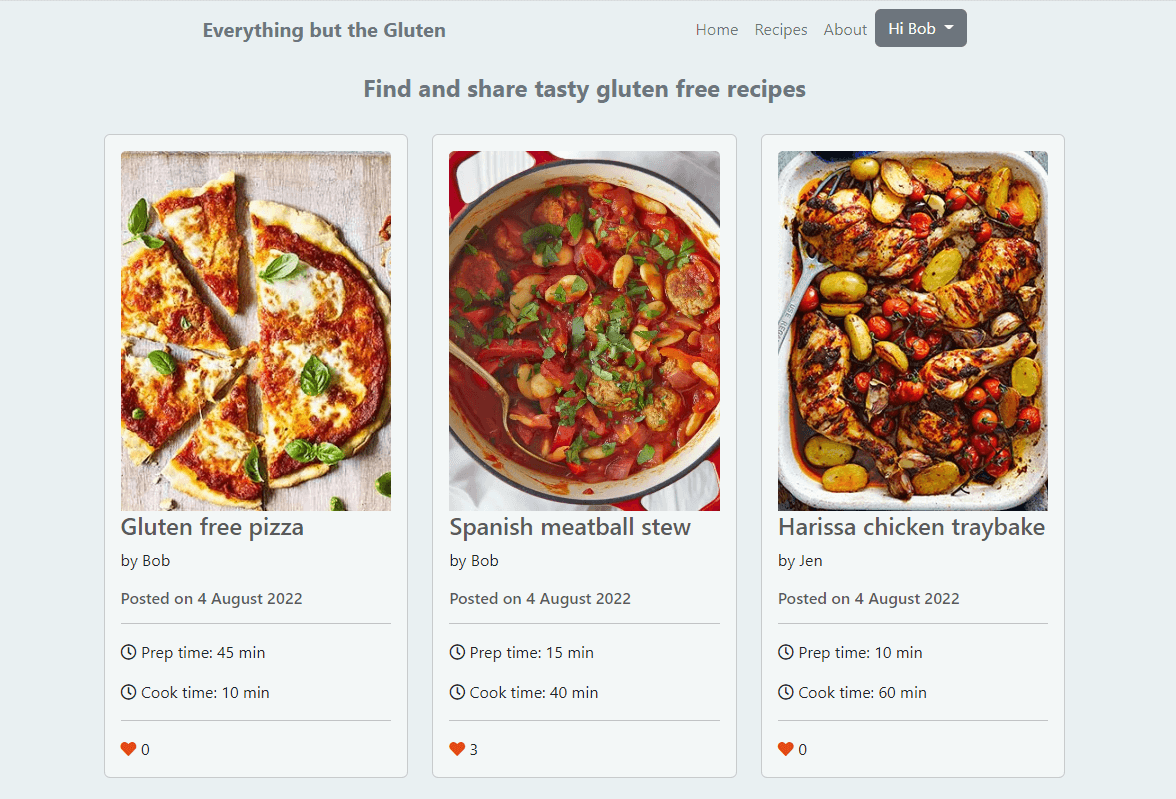 Everything but the Gluten
Home Recipes About Hi Bob
Find and share tasty gluten free recipes
Gluten free pizza
by Bob
Posted on 4 August 2022
Prep time: 45 min
Cook time: 10 min
0
Spanish meatball stew
by Bob
Posted on 4 August 2022
Prep time: 15 min
Cook time: 40 min
3
Harissa chicken traybake
by Jen
Posted on 4 August 2022
Prep time: 10 min
Cook time: 60 min
0